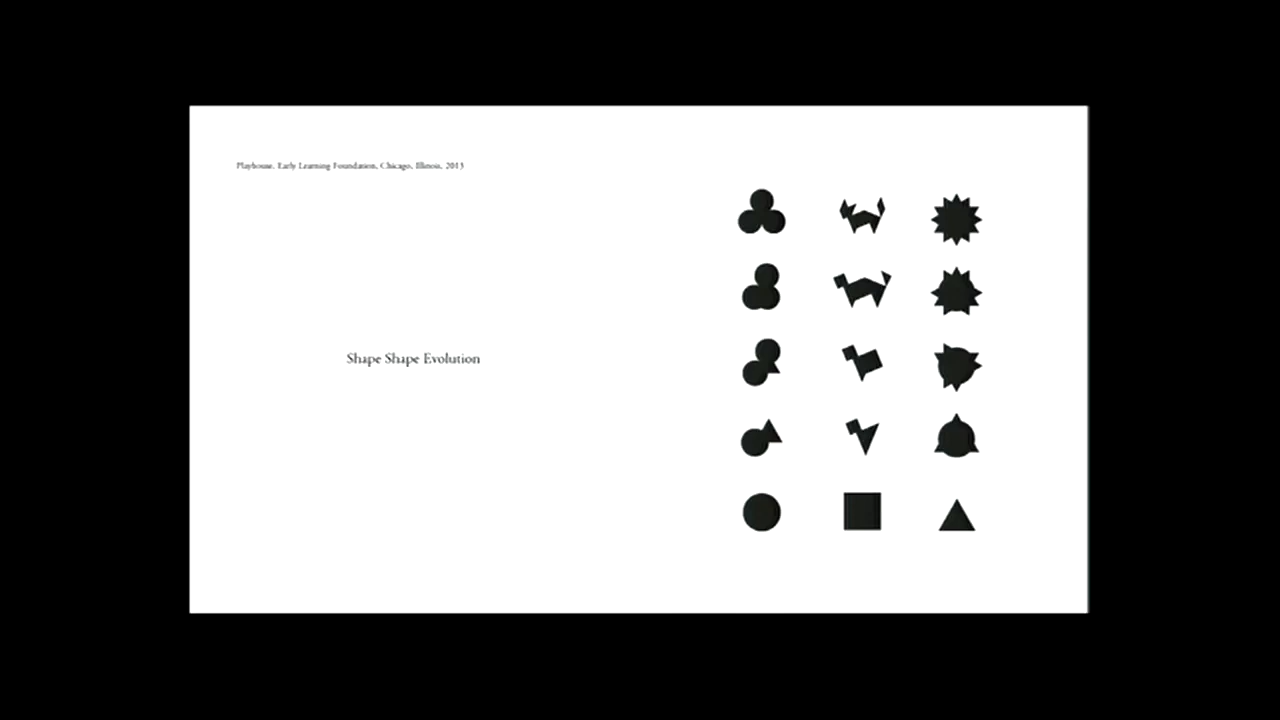 Playhouse, Early Learning Foundation, Chicago, Illinois, 2013
Shape Shape Evolution